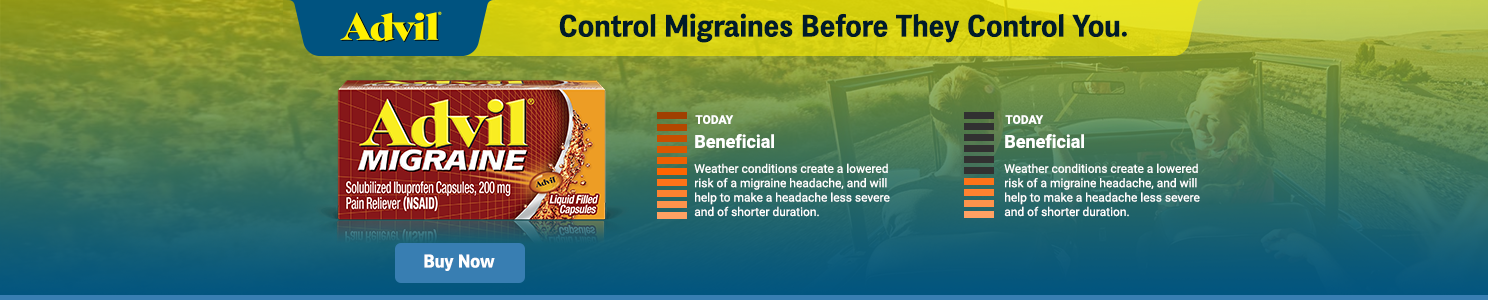 Advil®
Control Migraines Before They Control You.
Advil®
MIGRAINE
Solubilized Ibuprofen Capsules, 200 mg
Pain Reliever (NSAID)
Advil
Liquid Filled
Capsules
Buy Now
TODAY
Beneficial
Weather conditions create a lowered
risk of a migraine headache, and will
help to make a headache less severe
and of shorter duration.
TODAY
Beneficial
Weather conditions create a lowered
risk of a migraine headache, and will
help to make a headache less severe
and of shorter duration.